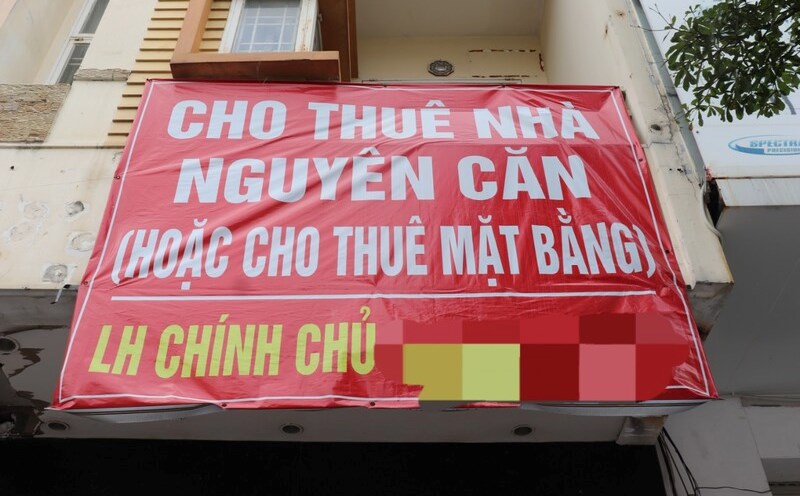 CHO THUÊ NHÀ
NGUYÊN CĂN
(HOẶC CHO THUÊ MẶT BẰNG)
LH CHÍNH CHỦ